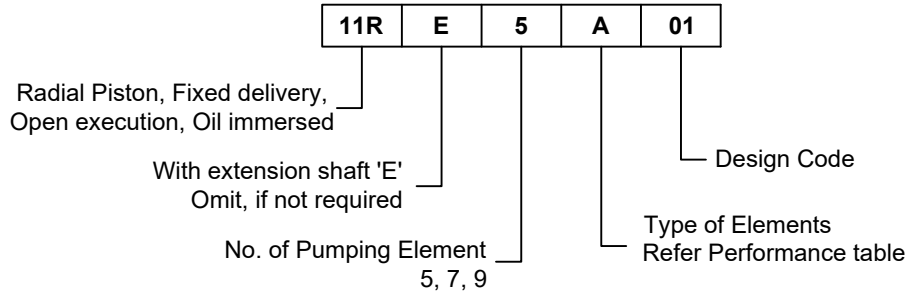 11R E 5 A 01
Radial Piston, Fixed delivery,
Open execution, Oil immersed
With extension shaft 'E'
Omit, if not required
No. of Pumping Element
5, 7, 9
Design Code
Type of Elements
Refer Performance table